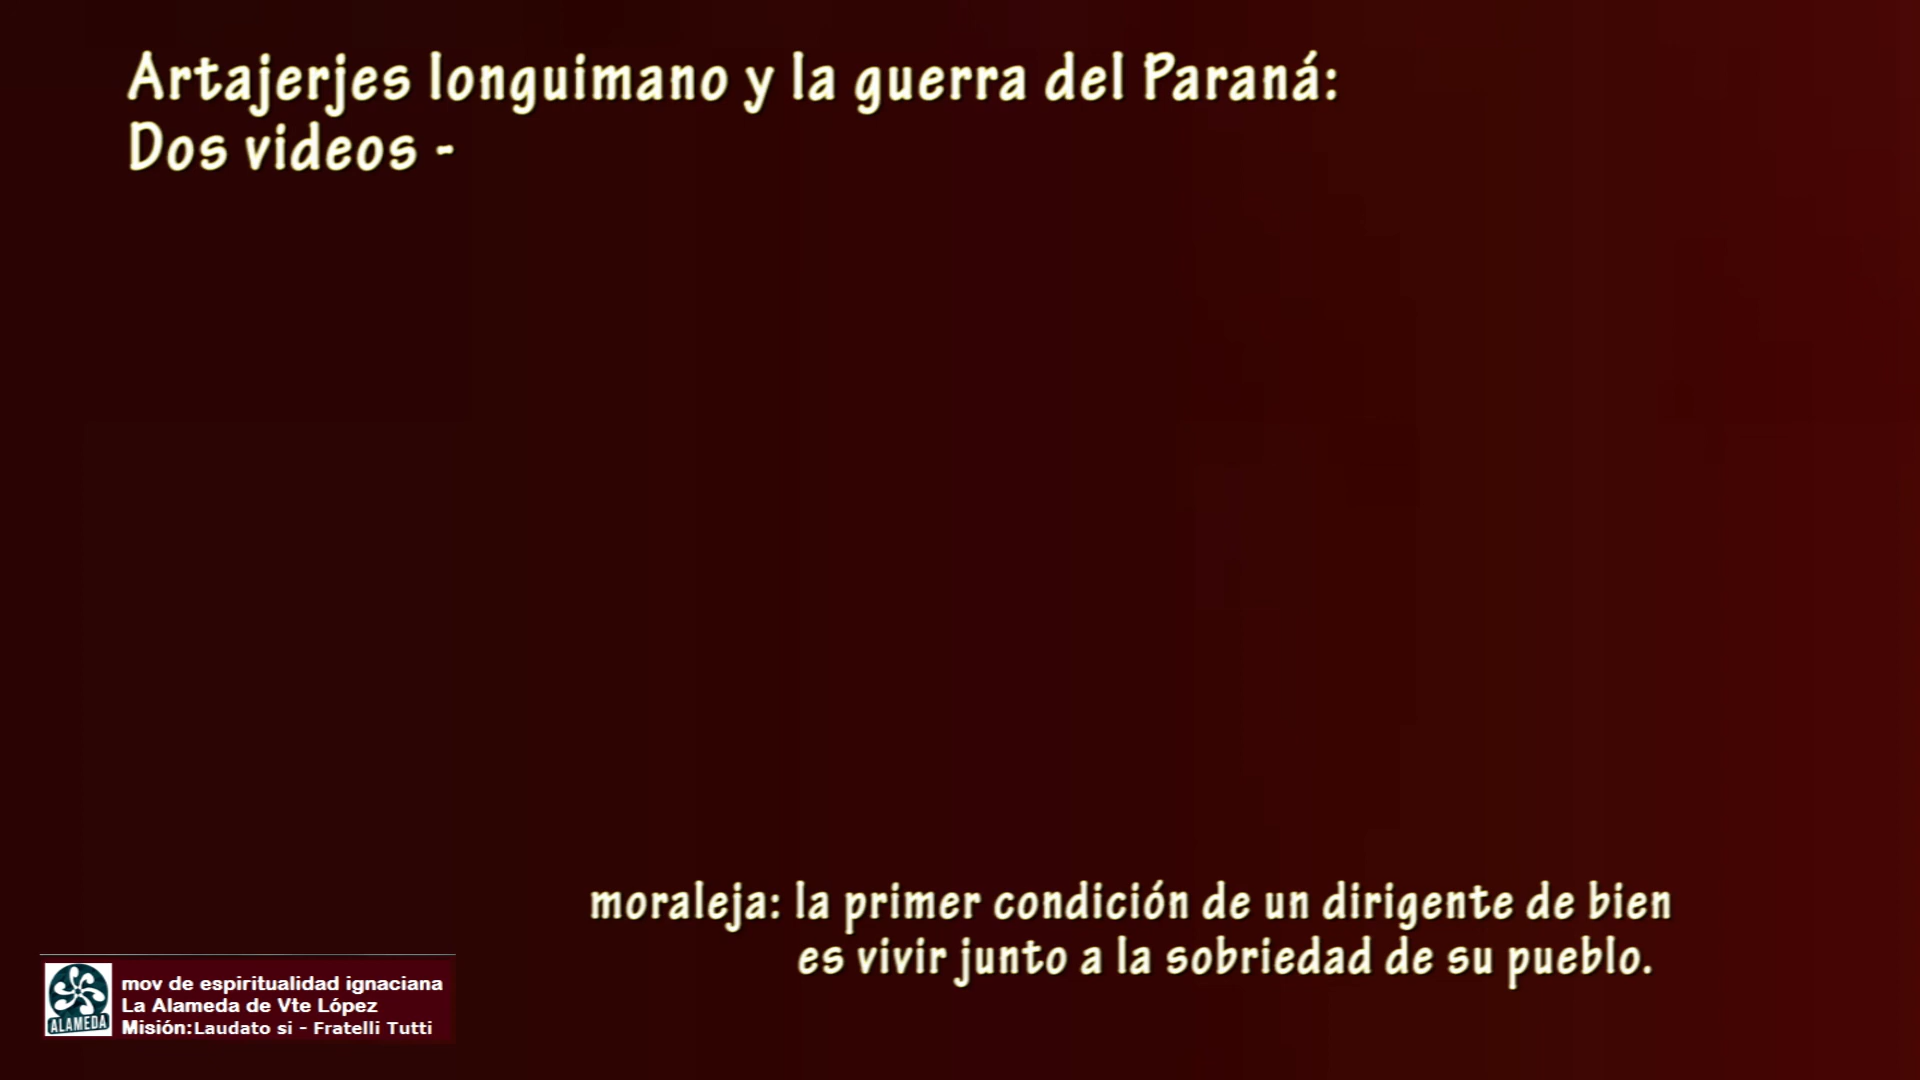 Artajerjes longuimano y la guerra del Paraná:
Dos videos -
moraleja: la primer condición de un dirigente de bien
es vivir junto a la sobriedad de su pueblo.
ALAMEDA
mov de espiritualidad ignaciana
La Alameda de Vte López
Misión: Laudato si - Fratelli Tutti